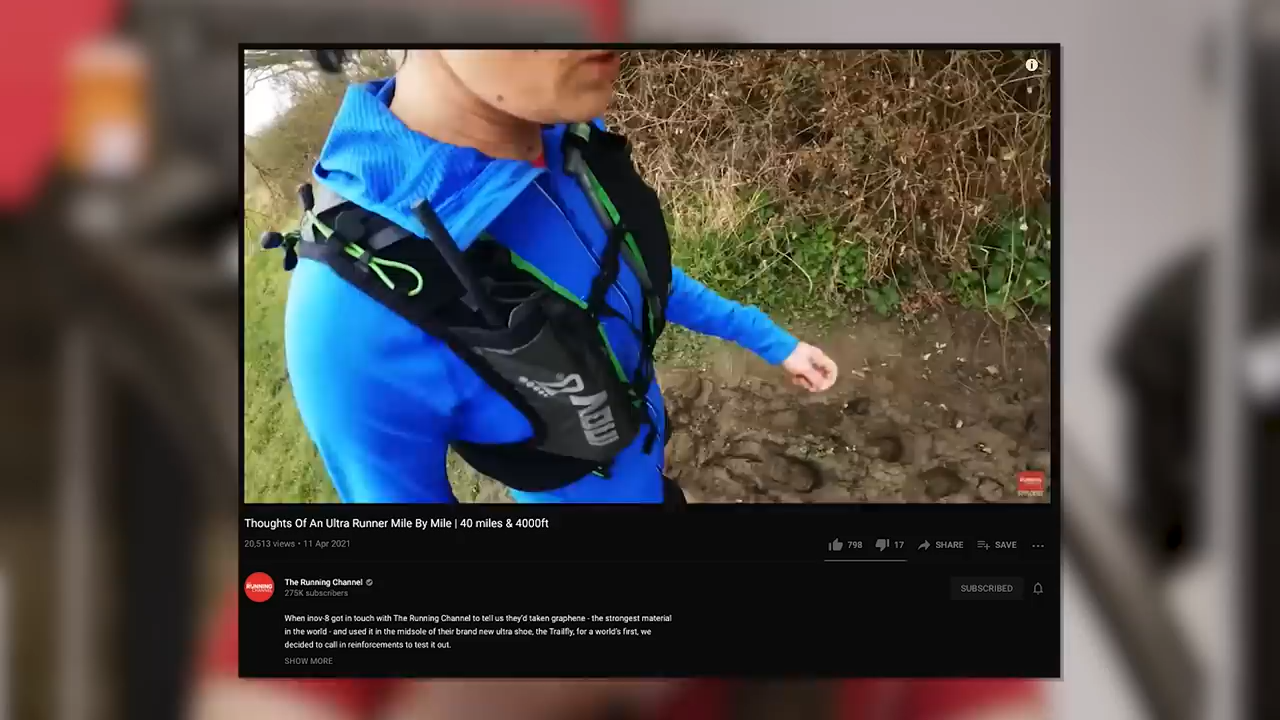 INOV
RUNNING
Thoughts Of An Ultra Runner Mile By Mile | 40 miles & 4000ft
20,513 views • 11 Apr 2021
798 17 SHARE SAVE
RUNNING
CHANNEL
The Running Channel
275K subscribers
SUBSCRIBED
When inov-8 got in touch with The Running Channel to tell us they'd taken graphene - the strongest material
in the world - and used it in the midsole of their brand new ultra shoe, the Trailfly, for a world's first, we
decided to call in reinforcements to test it out.
SHOW MORE